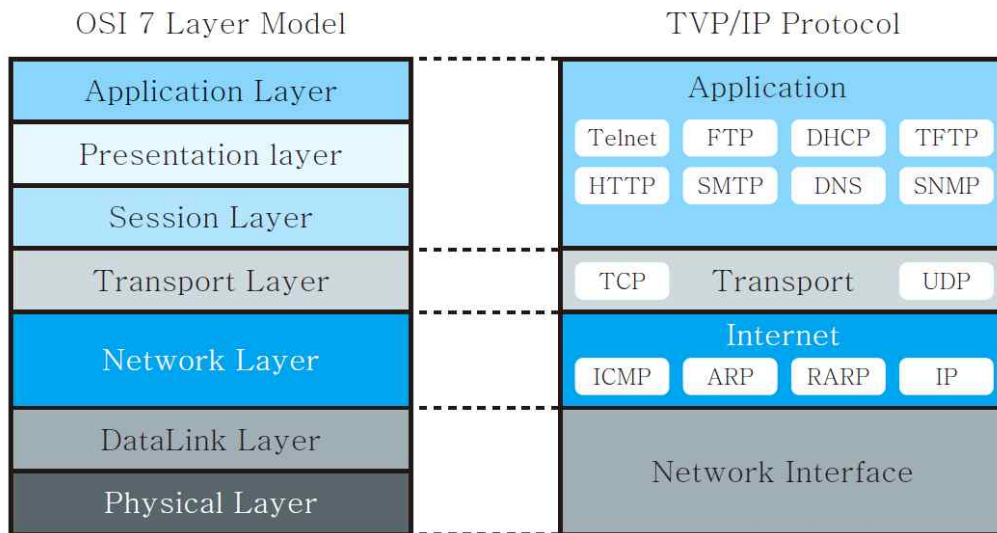 OSI 7 Layer Model
Application Layer
Presentation layer
Session Layer
Transport Layer
Network Layer
DataLink Layer
Physical Layer
TVP/IP Protocol
Application
Telnet FTP DHCP TFTP
HTTP SMTP DNS SNMP
TCP Transport UDP
Internet
ICMP ARP RARP IP
Network Interface